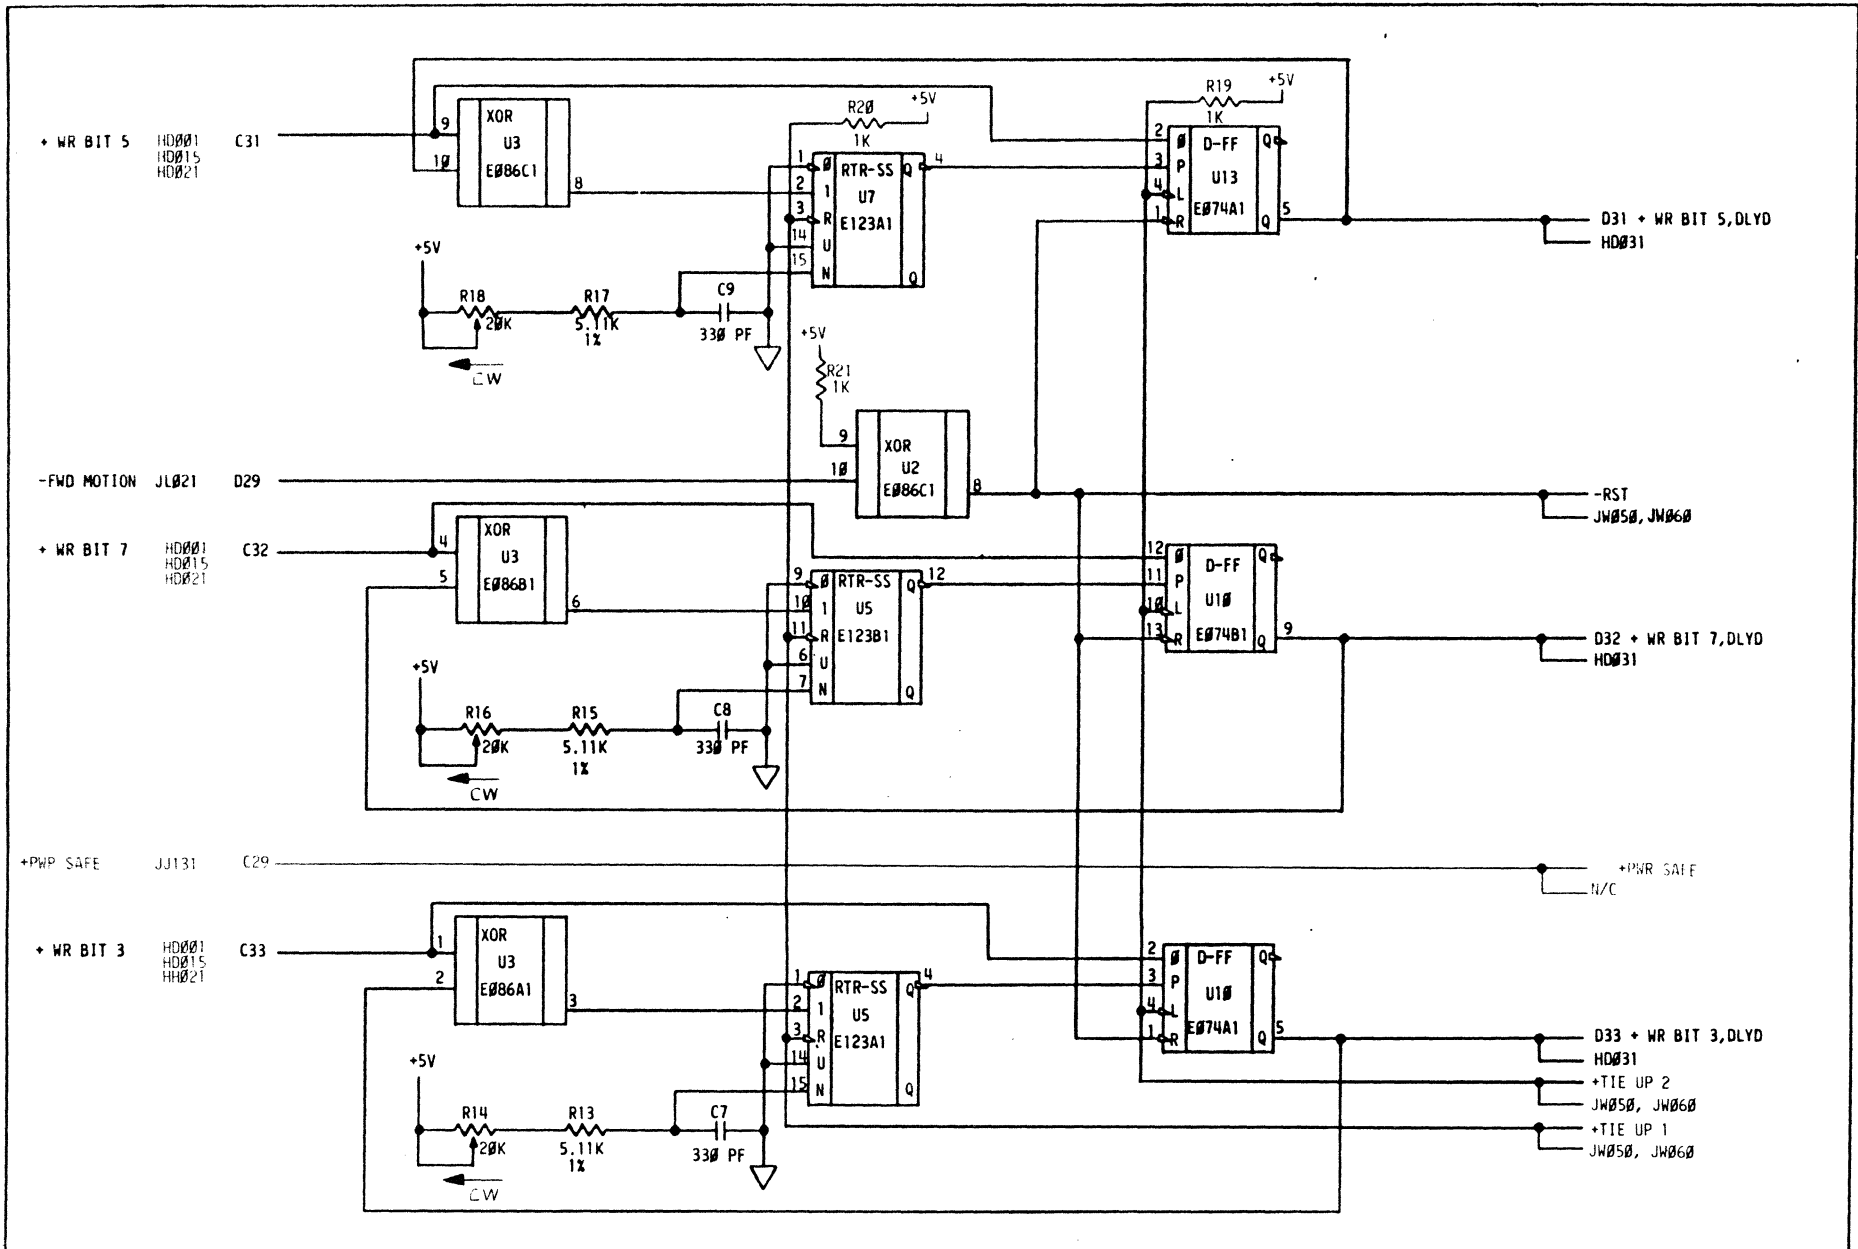 R19 +5V
1K
R20 +5V
1K
+ WR BIT 5 HDØØ1 C31
HDØ15
HDØ21
9 XOR
U3
10 EØ86C1
8
1 Ø RTR-SS Q 4
2 1 U7
3 R E123A1
14 U
15 N Q
2 Ø D-FF Q
3 P U13
4 L
1 R EØ74A1 Q 5
D31 + WR BIT 5,DLYD
HDØ31
+5V
R18 R17 C9
2ØK 5.11K 33Ø PF
1%
CW
+5V
R21
1K
9 XOR
1Ø U2
EØ86C1 8
-FWD MOTION JLØ21 D29
-RST
JWØ5Ø,JWØ6Ø
+ WR BIT 7 HDØØ1 C32
HDØ15
HDØ21
4 XOR
U3
5 EØ86B1
6
9 Ø RTR-SS Q 12
1Ø 1 U5
11 R E123B1
6 U
7 N Q
12 Ø D-FF Q
11 P U1Ø
1Ø L
13 R EØ74B1 Q 9
D32 + WR BIT 7,DLYD
HDØ31
+5V
R16 R15 C8
2ØK 5.11K 33Ø PF
1%
CW
+PWP SAFE JJ131 C29
+PWR SAFE
N/C
+ WR BIT 3 HDØØ1 C33
HDØ15
HHØ21
1 XOR
U3
2 EØ86A1
3
1 Ø RTR-SS Q 4
2 1 U5
3 R E123A1
14 U
15 N Q
2 Ø D-FF Q
3 P U1Ø
4 L
1 R EØ74A1 Q 5
D33 + WR BIT 3,DLYD
HDØ31
+TIE UP 2
JWØ5Ø, JWØ6Ø
+TIE UP 1
JWØ5Ø, JWØ6Ø
+5V
R14 R13 C7
2ØK 5.11K 33Ø PF
1%
CW